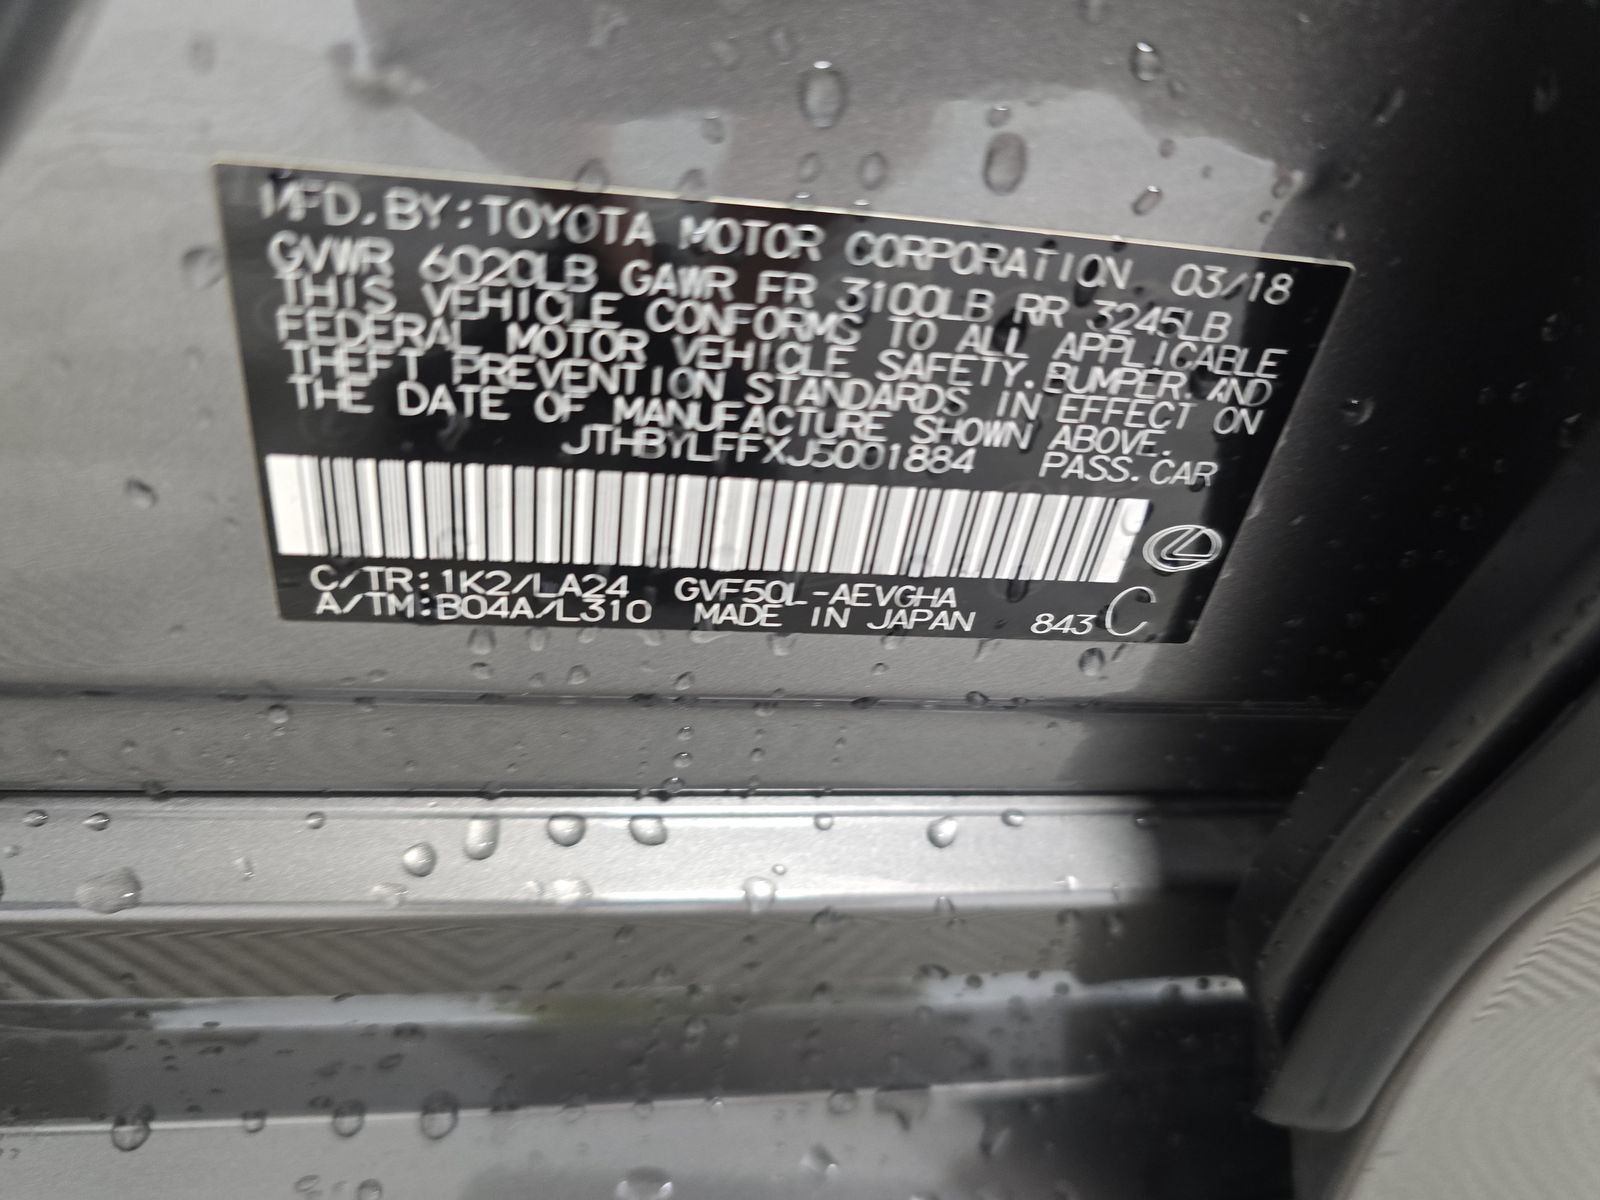 MFD. BY: TOYOTA MOTOR CORPORATION 03/18
GVWR 6020LB GAWR FR 3100LB RR 3245LB
THIS VEHICLE CONFORMS TO ALL APPLICABLE
FEDERAL MOTOR VEHICLE SAFETY. BUMPER. AND
THEFT PREVENTION STANDARDS IN EFFECT ON
THE DATE OF MANUFACTURE SHOWN ABOVE.
JTHBYLFFXJ5001884 PASS. CAR
C/TR: 1K2/LA24 GVF50L-AEVGHA
A/TM: B04A/L310 MADE IN JAPAN 843 C